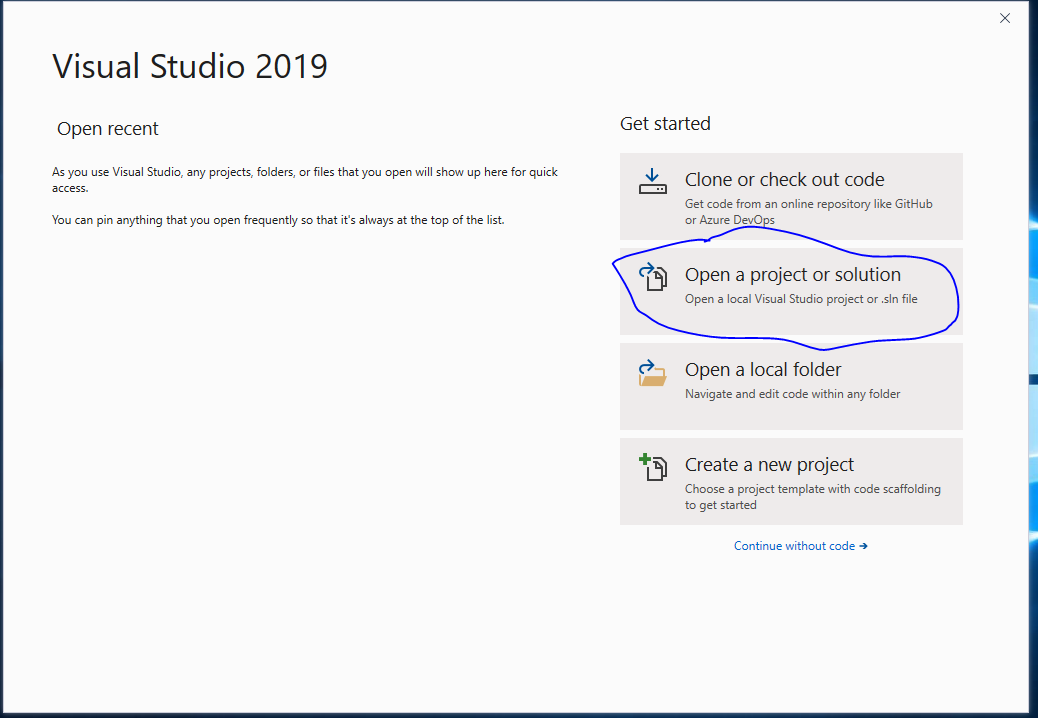 Visual Studio 2019
Open recent
As you use Visual Studio, any projects, folders, or files that you open will show up here for quick
access.
You can pin anything that you open frequently so that it's always at the top of the list.
Get started
Clone or check out code
Get code from an online repository like GitHub
or Azure DevOps
Open a project or solution
Open a local Visual Studio project or .sln file
Open a local folder
Navigate and edit code within any folder
Create a new project
Choose a project template with code scaffolding
to get started
Continue without code →